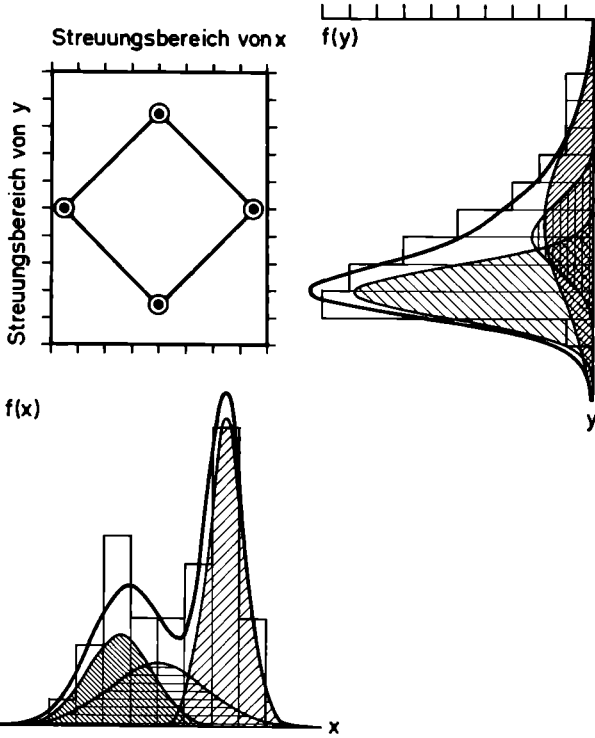 Streuungsbereich von x
f(y)
Streuungsbereich von y
y
f(x)
x